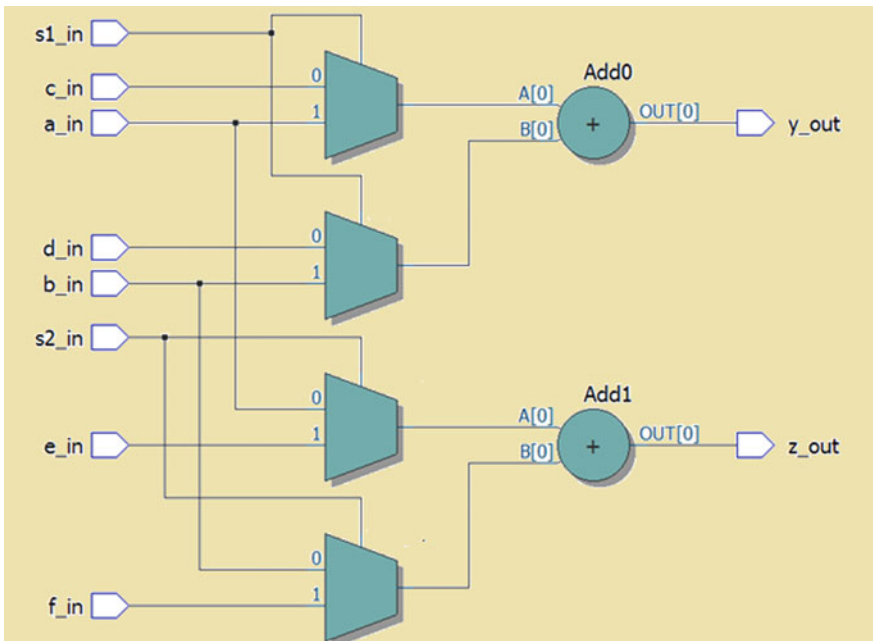 s1_in
c_in
0
a_in
1
Add0
A[0]
B[0]
+
OUT[0]
y_out
d_in
0
b_in
1
s2_in
0
e_in
1
Add1
A[0]
B[0]
+
OUT[0]
z_out
0
f_in
1